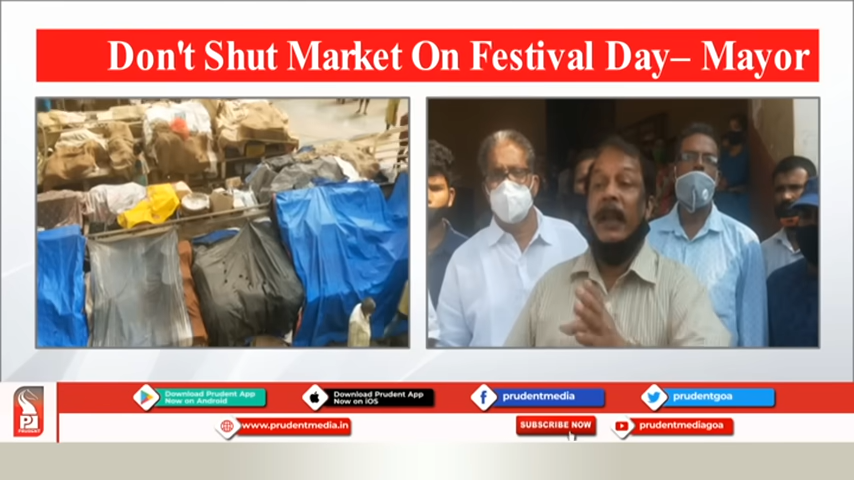 Don't Shut Market On Festival Day– Mayor
Download Prudent App
Now on Android
Download Prudent App
Now on iOS
prudentmedia
prudentgoa
PRUDENT
www.prudentmedia.in
SUBSCRIBE NOW
prudentmediagoa